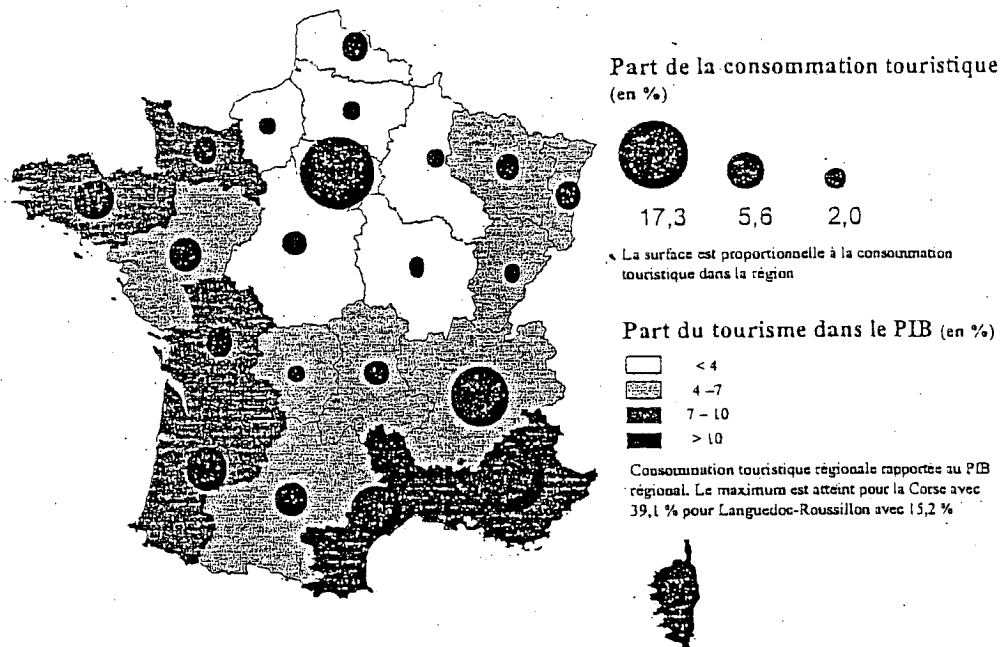 Part de la consommation touristique
(en %)
17,3 5,6 2,0
La surface est proportionnelle à la consommation
touristique dans la région
Part du tourisme dans le PIB (en %)
< 4
4 – 7
7 – 10
> 10
Consommation touristique régionale rapportée au PIB
régional. Le maximum est atteint pour la Corse avec
39,1 % pour Languedoc-Roussillon avec 15,2 %